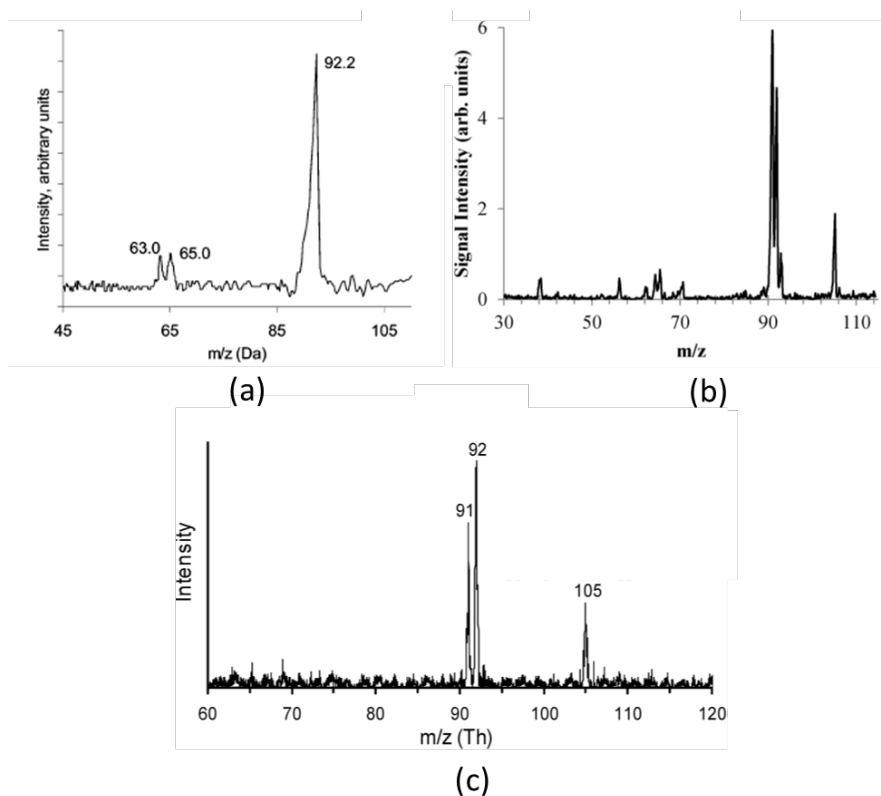 Intensity, arbitrary units
92.2
63.0
65.0
45 65 85 105
m/z (Da)
(a)
Signal Intensity (arb. units)
6
4
2
0
30 50 70 90 110
m/z
(b)
Intensity
92
91
105
60 70 80 90 100 110 120
m/z (Th)
(c)